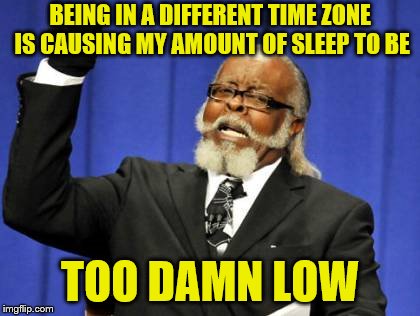 BEING IN A DIFFERENT TIME ZONE
IS CAUSING MY AMOUNT OF SLEEP TO BE
TOO DAMN LOW
imgflip.com